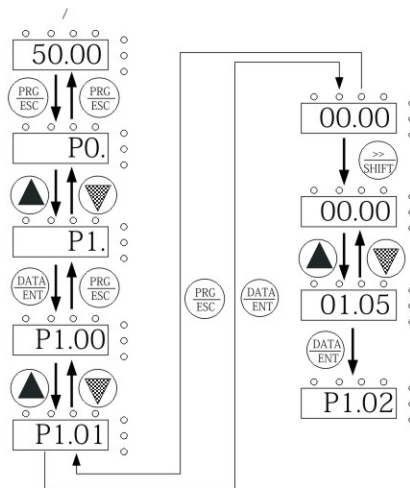 /
50.00
PRG
ESC
PRG
ESC
P0.
P1.
DATA
ENT
PRG
ESC
P1.00
P1.01
PRG
ESC
DATA
ENT
00.00
>>
SHIFT
00.00
01.05
DATA
ENT
P1.02